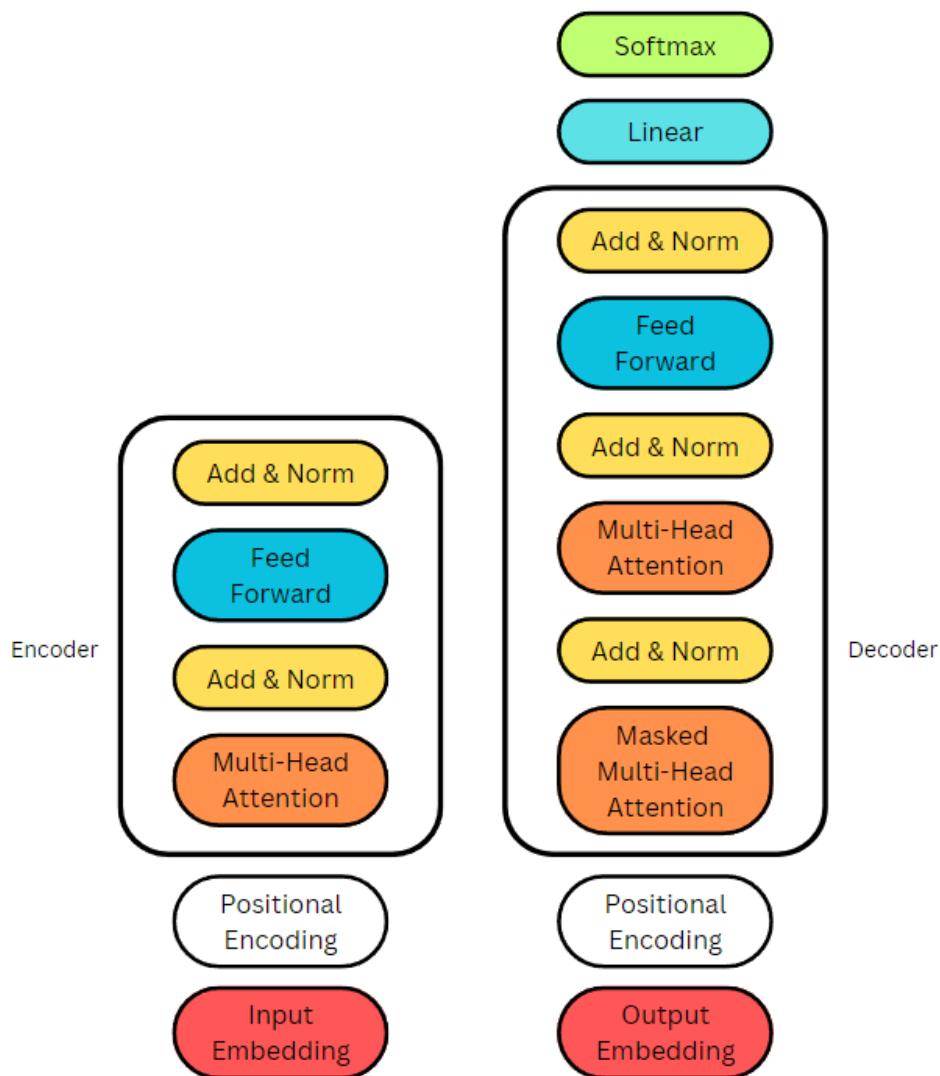 Softmax
Linear
Add & Norm
Feed
Forward
Add & Norm
Multi-Head
Attention
Add & Norm
Masked
Multi-Head
Attention
Decoder
Positional
Encoding
Output
Embedding
Add & Norm
Feed
Forward
Encoder
Add & Norm
Multi-Head
Attention
Positional
Encoding
Input
Embedding